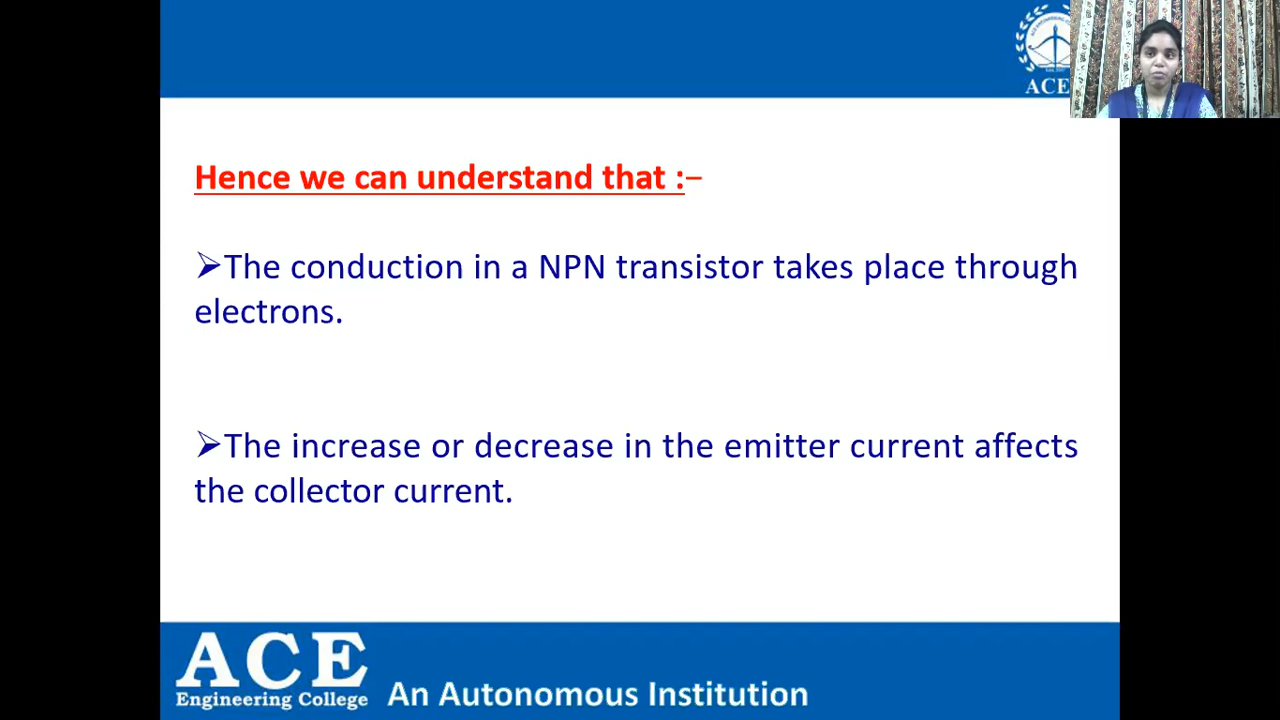 ACE
Hence we can understand that :–
➢The conduction in a NPN transistor takes place through
electrons.
➢The increase or decrease in the emitter current affects
the collector current.
ACE
Engineering College
An Autonomous Institution